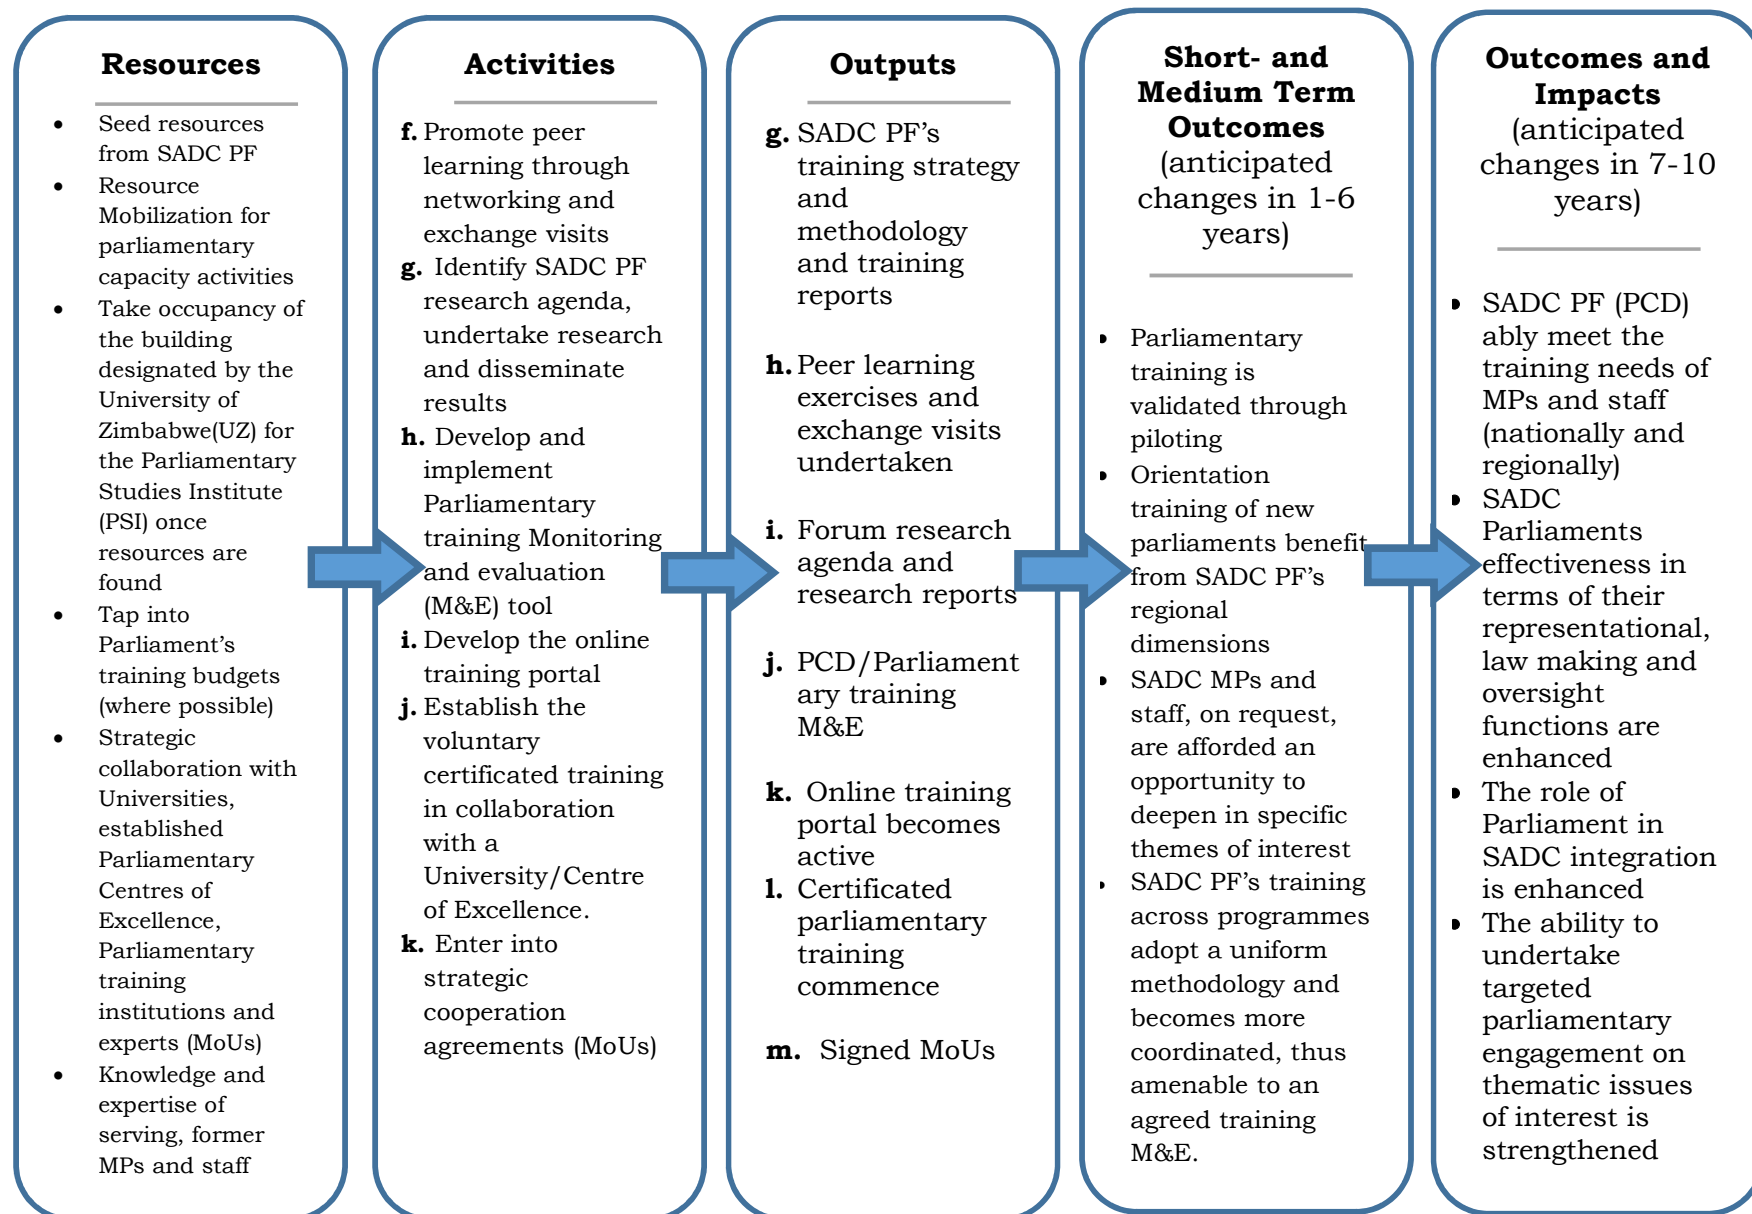 Resources
Seed resources
from SADC PF
Resource
Mobilization for
parliamentary
capacity activities
Take occupancy of
the building
designated by the
University of
Zimbabwe(UZ) for
the Parliamentary
Studies Institute
(PSI) once
resources are
found
Tap into
Parliament’s
training budgets
(where possible)
Strategic
collaboration with
Universities,
established
Parliamentary
Centres of
Excellence,
Parliamentary
training
institutions and
experts (MoUs)
Knowledge and
expertise of
serving, former
MPs and staff
Activities
f. Promote peer
learning through
networking and
exchange visits
g. Identify SADC PF
research agenda,
undertake research
and disseminate
results
h. Develop and
implement
Parliamentary
training Monitoring
and evaluation
(M&E) tool
i. Develop the online
training portal
j. Establish the
voluntary
certificated training
in collaboration
with a
University/Centre
of Excellence.
k. Enter into
strategic
cooperation
agreements (MoUs)
Outputs
g. SADC PF’s
training strategy
and
methodology
and training
reports
h. Peer learning
exercises and
exchange visits
undertaken
i. Forum research
agenda and
research reports
j. PCD/Parliament
ary training
M&E
k. Online training
portal becomes
active
l. Certificated
parliamentary
training
commence
m. Signed MoUs
Short- and
Medium Term
Outcomes
(anticipated
changes in 1-6
years)
Parliamentary
training is
validated through
piloting
Orientation
training of new
parliaments benefit
from SADC PF’s
regional
dimensions
SADC MPs and
staff, on request,
are afforded an
opportunity to
deepen in specific
themes of interest
SADC PF’s training
across programmes
adopt a uniform
methodology and
becomes more
coordinated, thus
amenable to an
agreed training
M&E.
Outcomes and
Impacts
(anticipated
changes in 7-10
years)
SADC PF (PCD)
ably meet the
training needs of
MPs and staff
(nationally and
regionally)
SADC
Parliaments
effectiveness in
terms of their
representational,
law making and
oversight
functions are
enhanced
The role of
Parliament in
SADC integration
is enhanced
The ability to
undertake
targeted
parliamentary
engagement on
thematic issues
of interest is
strengthened